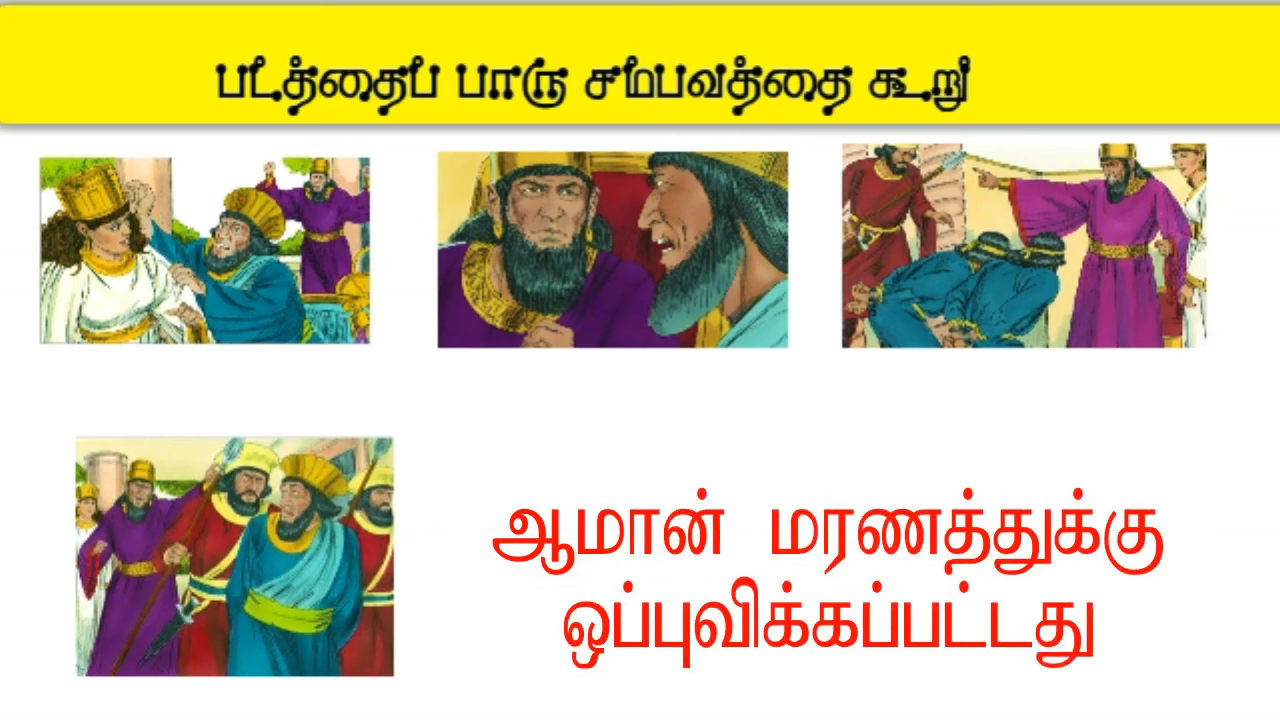 படத்தைப் பாரு சம்பவத்தை கூறு
ஆமான் மரணத்துக்கு
ஒப்புவிக்கப்பட்டது